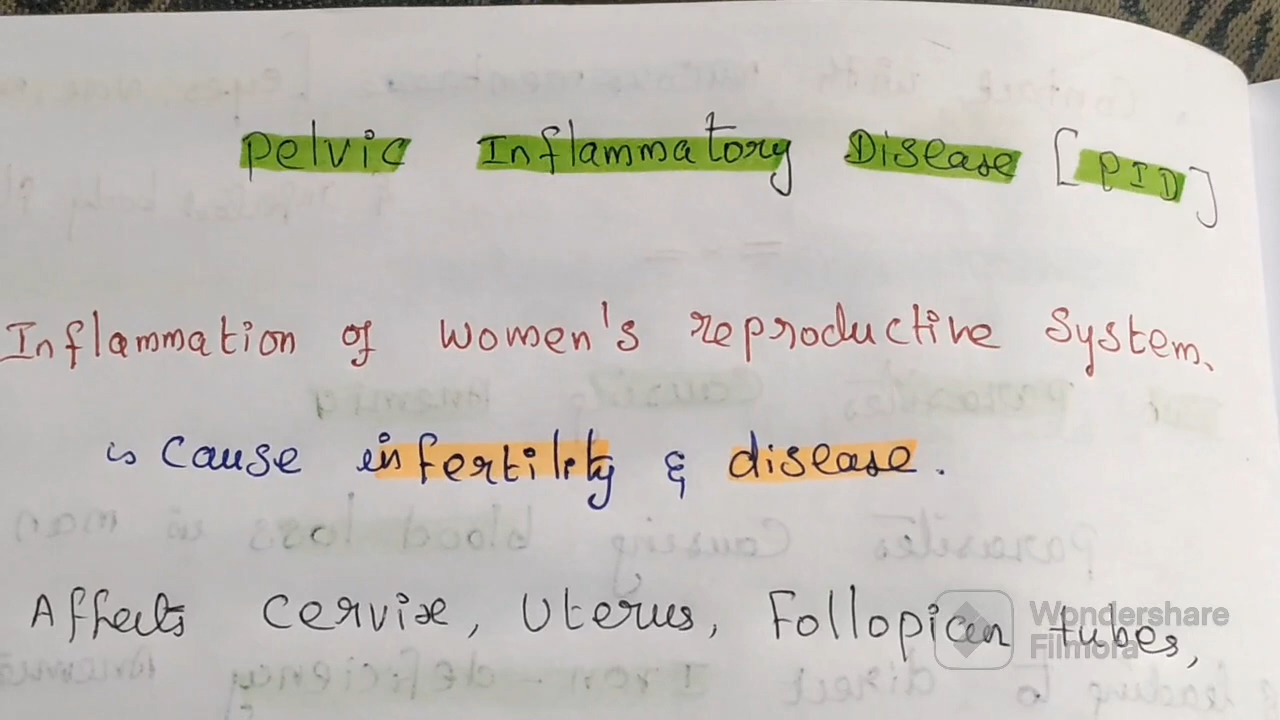 Pelvic Inflammatory Disease [PID]
Inflammation of women's reproductive system.
is cause infertility & disease.
Affects cervix, Uterus, Follopian tubes,
Wondershare
Filmora